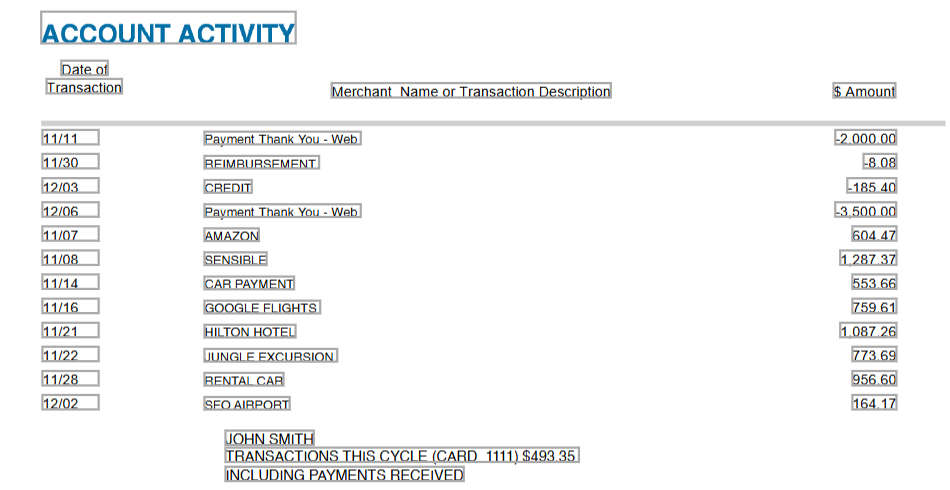 ACCOUNT ACTIVITY
Date of
Transaction
Merchant Name or Transaction Description
$ Amount
11/11 Payment Thank You - Web -2,000.00
11/30 REIMBURSEMENT -8.08
12/03 CREDIT -185.40
12/06 Payment Thank You - Web -3,500.00
11/07 AMAZON 604.47
11/08 SENSIBLE 1,287.37
11/14 CAR PAYMENT 553.66
11/16 GOOGLE FLIGHTS 759.61
11/21 HILTON HOTEL 1,087.26
11/22 JUNGLE EXCURSION 773.69
11/28 RENTAL CAR 956.60
12/02 SFO AIRPORT 164.17
JOHN SMITH
TRANSACTIONS THIS CYCLE (CARD 1111) $493.35
INCLUDING PAYMENTS RECEIVED